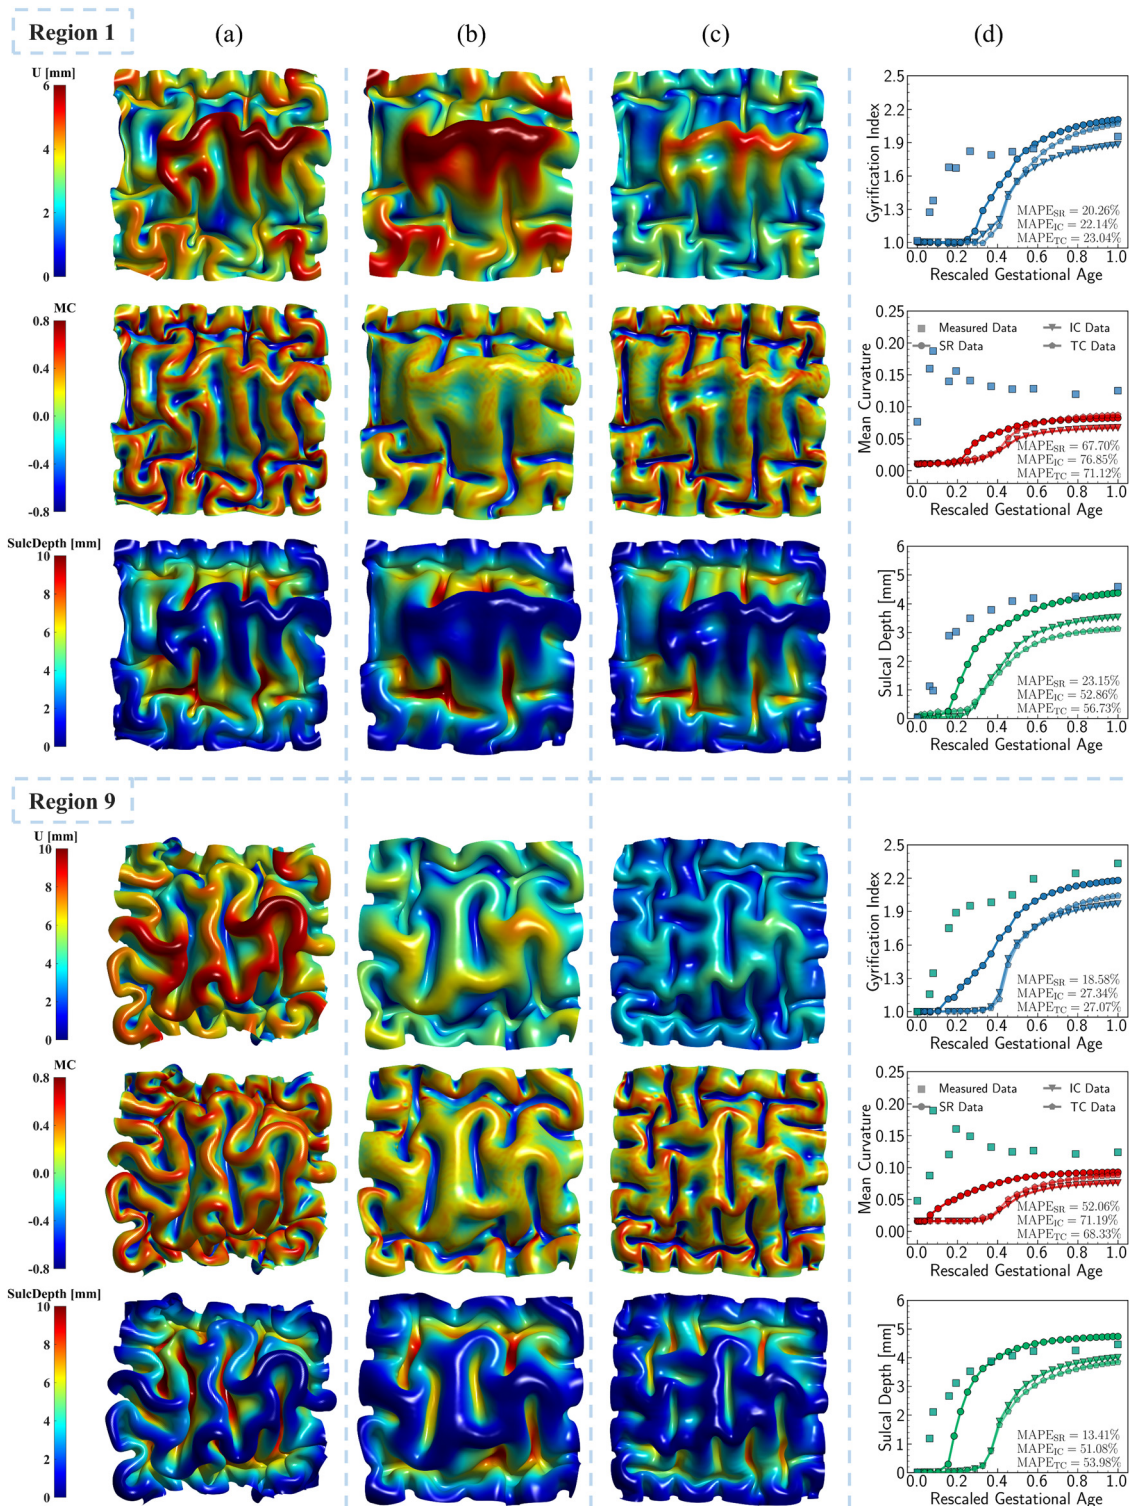 Region 1
(a)
(b)
(c)
(d)
U [mm]
6
4
2
0
2.5
2.2
1.9
1.6
1.3
1.0
Gyrification Index
MAPE_SR = 20.26%
MAPE_IC = 22.14%
MAPE_TC = 23.04%
0.0 0.2 0.4 0.6 0.8 1.0
Rescaled Gestational Age
MC
0.8
0.4
0.0
-0.4
-0.8
0.25
0.20
0.15
0.10
0.05
0.00
Mean Curvature
Measured Data
IC Data
SR Data
TC Data
MAPE_SR = 67.70%
MAPE_IC = 76.85%
MAPE_TC = 71.12%
0.0 0.2 0.4 0.6 0.8 1.0
Rescaled Gestational Age
SulcDepth [mm]
10
8
6
4
2
0
6
5
4
3
2
1
0
Sulcal Depth [mm]
MAPE_SR = 23.15%
MAPE_IC = 52.86%
MAPE_TC = 56.73%
0.0 0.2 0.4 0.6 0.8 1.0
Rescaled Gestational Age
Region 9
U [mm]
10
8
6
4
2
0
2.5
2.2
1.9
1.6
1.3
1.0
Gyrification Index
MAPE_SR = 18.58%
MAPE_IC = 27.34%
MAPE_TC = 27.07%
0.0 0.2 0.4 0.6 0.8 1.0
Rescaled Gestational Age
MC
0.8
0.4
0.0
-0.4
-0.8
0.25
0.20
0.15
0.10
0.05
0.00
Mean Curvature
Measured Data
IC Data
SR Data
TC Data
MAPE_SR = 52.06%
MAPE_IC = 71.19%
MAPE_TC = 68.33%
0.0 0.2 0.4 0.6 0.8 1.0
Rescaled Gestational Age
SulcDepth [mm]
10
8
6
4
2
0
6
5
4
3
2
1
0
Sulcal Depth [mm]
MAPE_SR = 13.41%
MAPE_IC = 51.08%
MAPE_TC = 53.98%
0.0 0.2 0.4 0.6 0.8 1.0
Rescaled Gestational Age